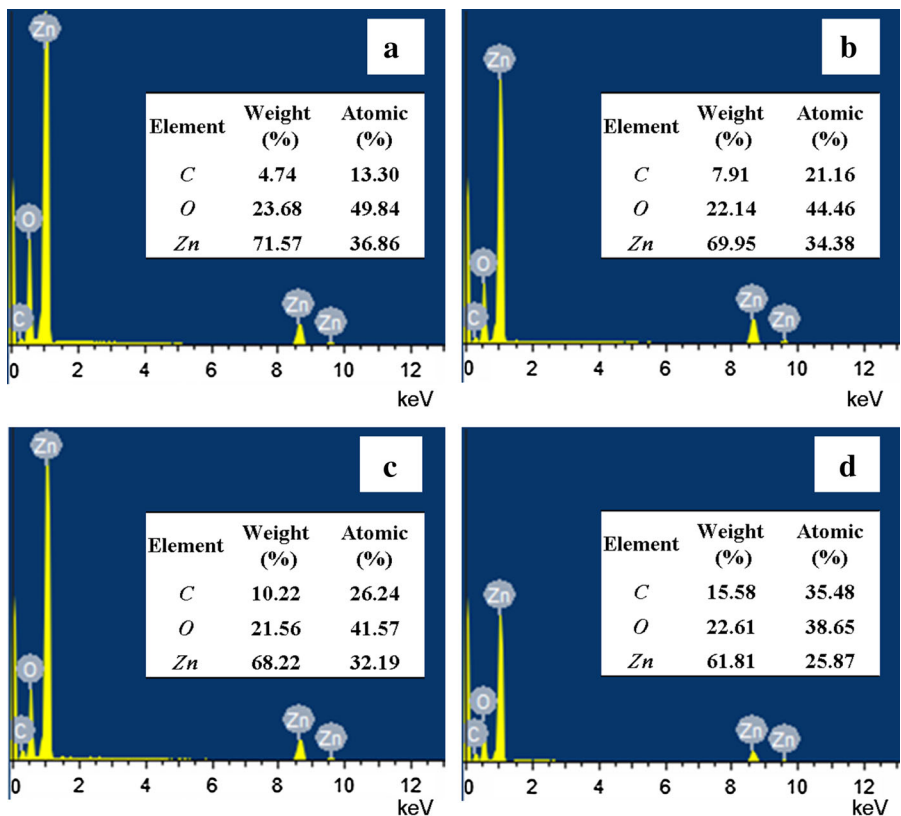 a
Zn
O
C
Zn
Zn
Element Weight (%) Atomic (%)
C 4.74 13.30
O 23.68 49.84
Zn 71.57 36.86
0 2 4 6 8 10 12
keV
b
Zn
O
C
Zn
Zn
Element Weight (%) Atomic (%)
C 7.91 21.16
O 22.14 44.46
Zn 69.95 34.38
0 2 4 6 8 10 12
keV
c
Zn
O
C
Zn
Zn
Element Weight (%) Atomic (%)
C 10.22 26.24
O 21.56 41.57
Zn 68.22 32.19
0 2 4 6 8 10 12
keV
d
Zn
O
C
Zn
Zn
Element Weight (%) Atomic (%)
C 15.58 35.48
O 22.61 38.65
Zn 61.81 25.87
0 2 4 6 8 10 12
keV